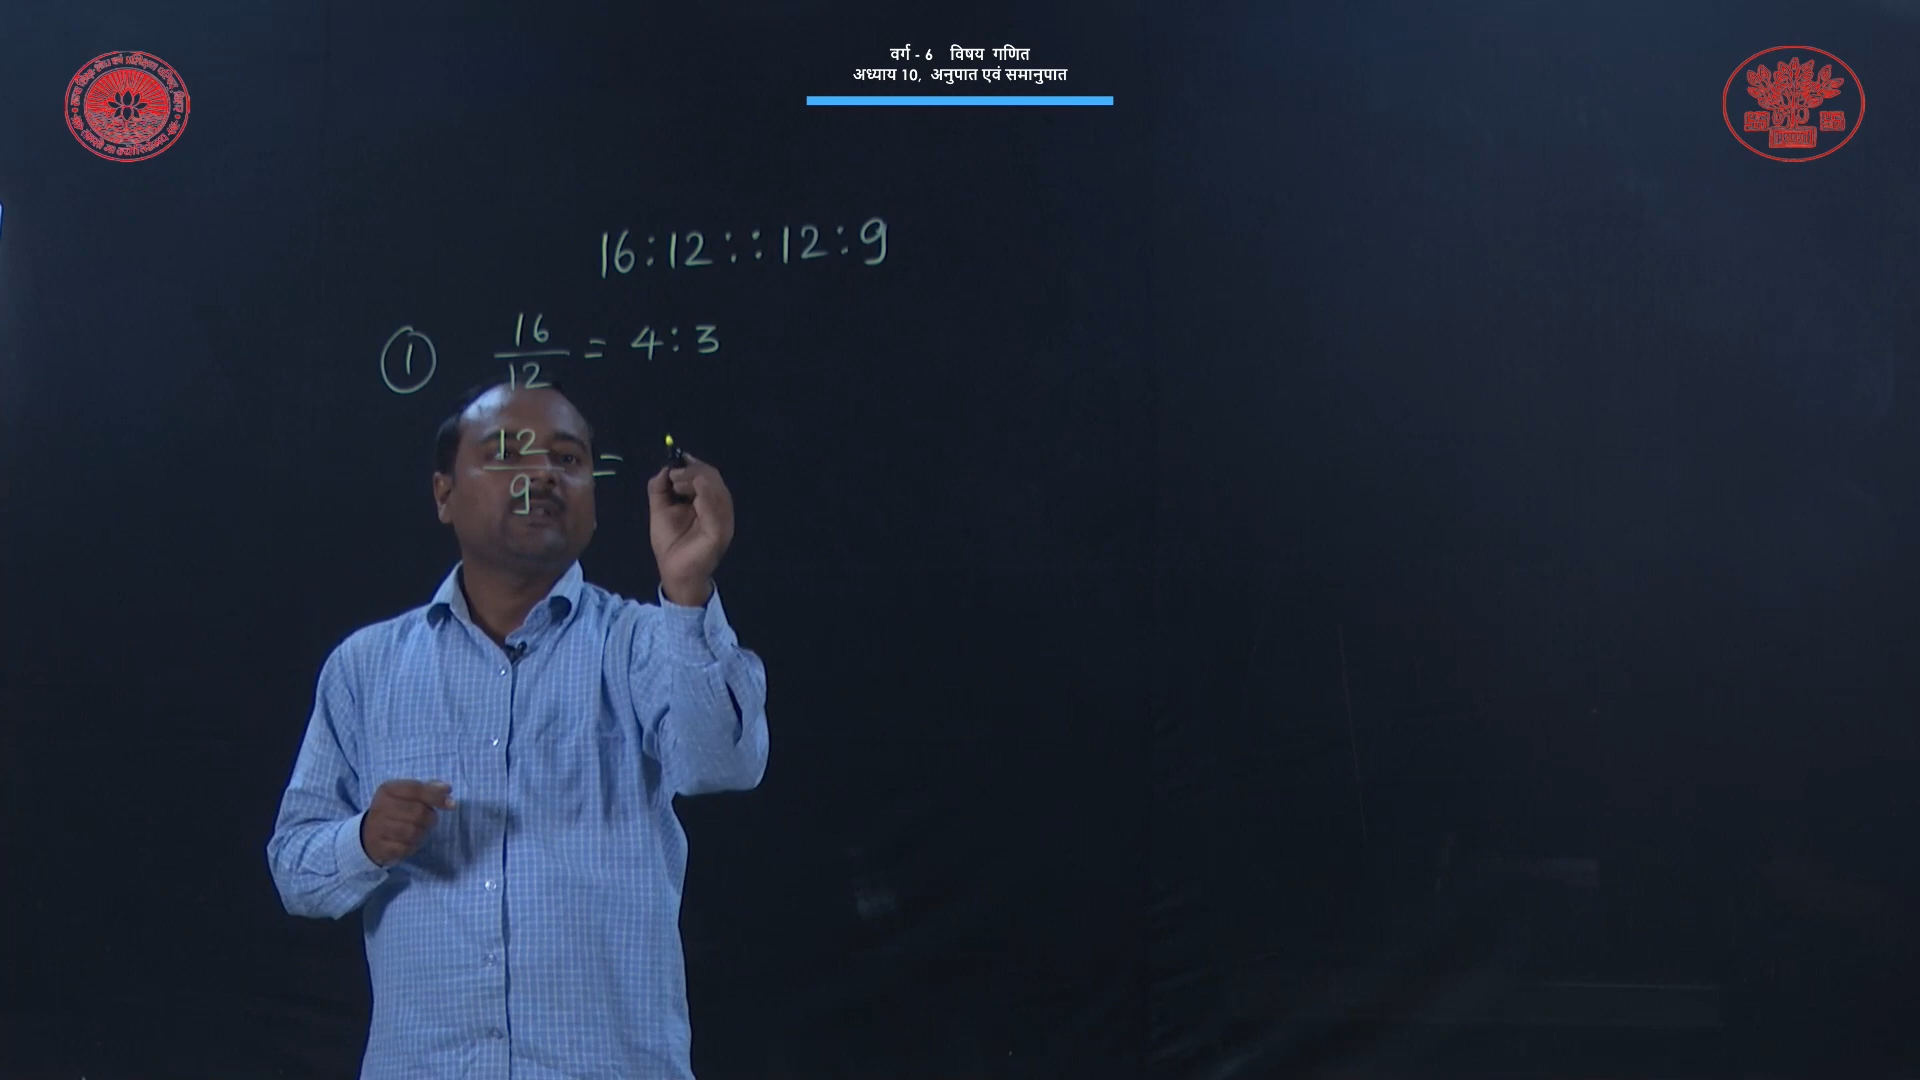 वर्ग - 6 विषय गणित
अध्याय 10, अनुपात एवं समानुपात
16:12::12:9
① 16/12 = 4:3
12/9 =